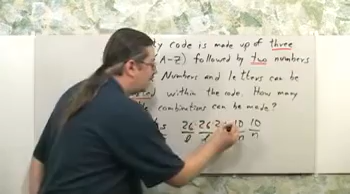 y code is made up of three
(A-Z) followed by two numbers
Numbers and letters can be
within the code. How many
combinations can be made?
26 · 26 · 2 10 · 10
l n n